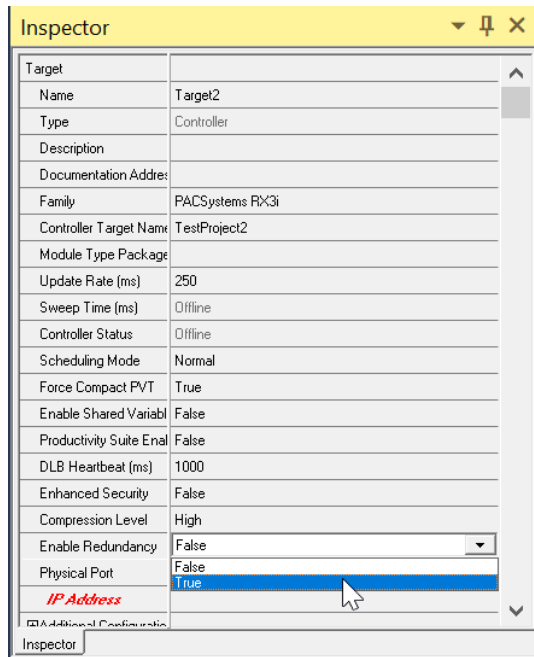 Inspector
Target
Name Target2
Type Controller
Description
Documentation Addres
Family PACSystems RX3i
Controller Target Name TestProject2
Module Type Package
Update Rate (ms) 250
Sweep Time (ms) Offline
Controller Status Offline
Scheduling Mode Normal
Force Compact PVT True
Enable Shared Variabl False
Productivity Suite Enal False
DLB Heartbeat (ms) 1000
Enhanced Security False
Compression Level High
Enable Redundancy False
Physical Port False
True
IP Address
Additional Configuratio
Inspector